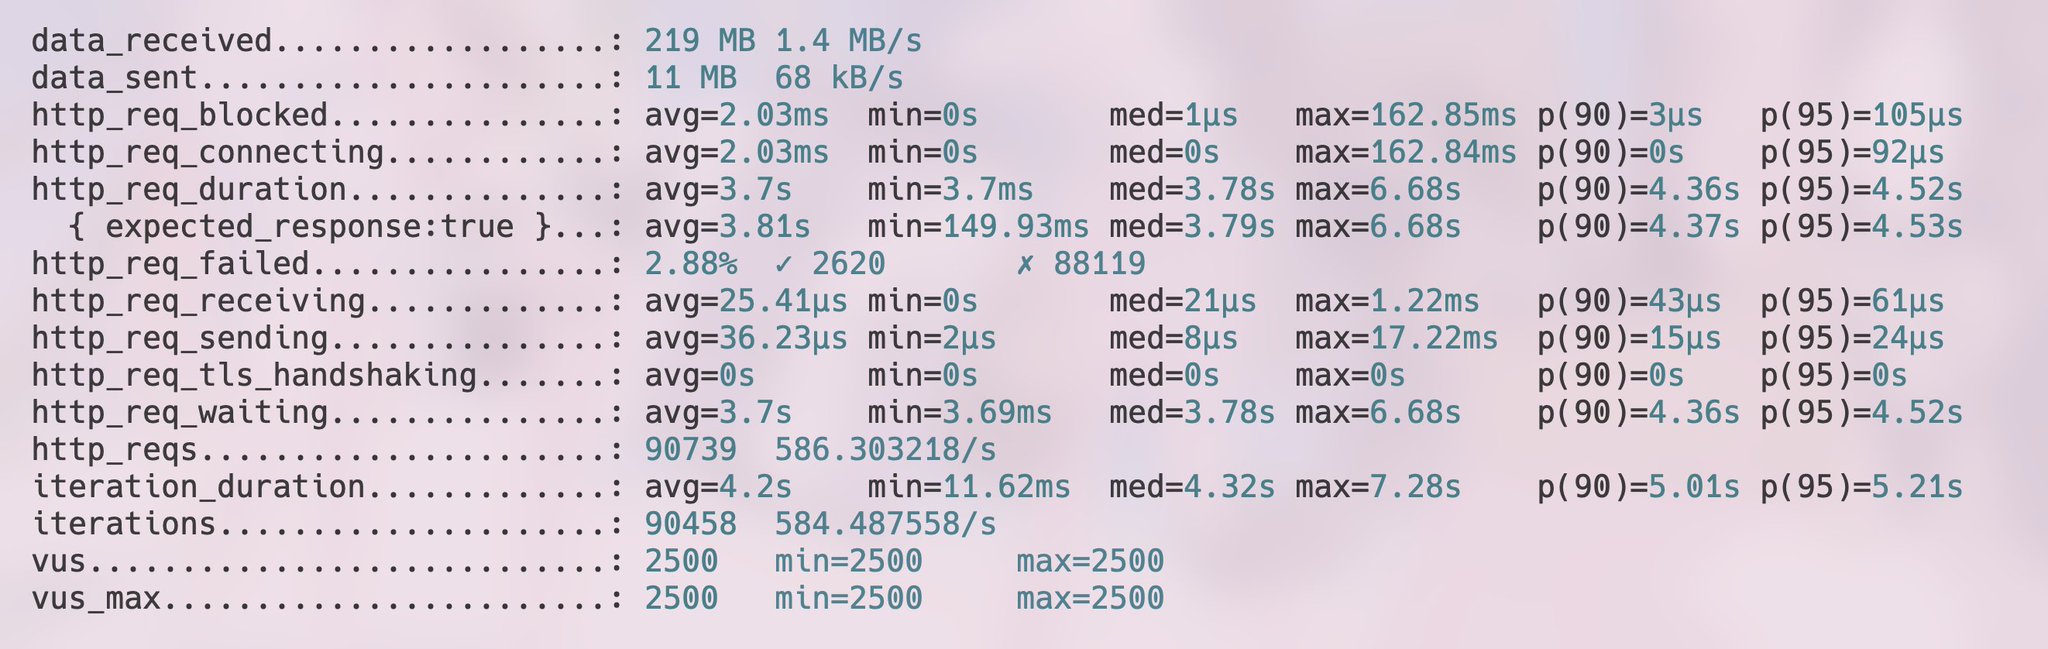 data_received..................: 219 MB 1.4 MB/s
data_sent......................: 11 MB  68 kB/s
http_req_blocked...............: avg=2.03ms  min=0s       med=1µs   max=162.85ms p(90)=3µs   p(95)=105µs
http_req_connecting............: avg=2.03ms  min=0s       med=0s    max=162.84ms p(90)=0s    p(95)=92µs
http_req_duration..............: avg=3.7s    min=3.7ms    med=3.78s max=6.68s    p(90)=4.36s p(95)=4.52s
  { expected_response:true }...: avg=3.81s   min=149.93ms med=3.79s max=6.68s    p(90)=4.37s p(95)=4.53s
http_req_failed................: 2.88%  ✓ 2620       ✗ 88119
http_req_receiving.............: avg=25.41µs min=0s       med=21µs  max=1.22ms   p(90)=43µs  p(95)=61µs
http_req_sending...............: avg=36.23µs min=2µs      med=8µs   max=17.22ms  p(90)=15µs  p(95)=24µs
http_req_tls_handshaking.......: avg=0s      min=0s       med=0s    max=0s       p(90)=0s    p(95)=0s
http_req_waiting...............: avg=3.7s    min=3.69ms   med=3.78s max=6.68s    p(90)=4.36s p(95)=4.52s
http_reqs......................: 90739  586.303218/s
iteration_duration.............: avg=4.2s    min=11.62ms  med=4.32s max=7.28s    p(90)=5.01s p(95)=5.21s
iterations.....................: 90458  584.487558/s
vus............................: 2500   min=2500     max=2500
vus_max........................: 2500   min=2500     max=2500